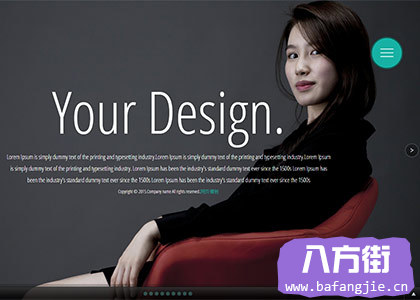 Your Design.
Lorem Ipsum is simply dummy text of the printing and typesetting industry.Lorem Ipsum is simply dummy text of the printing and typesetting industry.Lorem Ipsum
is simply dummy text of the printing and typesetting industry. Lorem Ipsum has been the industry's standard dummy text ever since the 1500s.Lorem Ipsum has
been the industry's standard dummy text ever since the 1500s.Lorem Ipsum has been the industry's standard dummy text ever since the 1500s.
Copyright © 2015.Company name All rights reserved.
八方街
www.bafangjie.cn